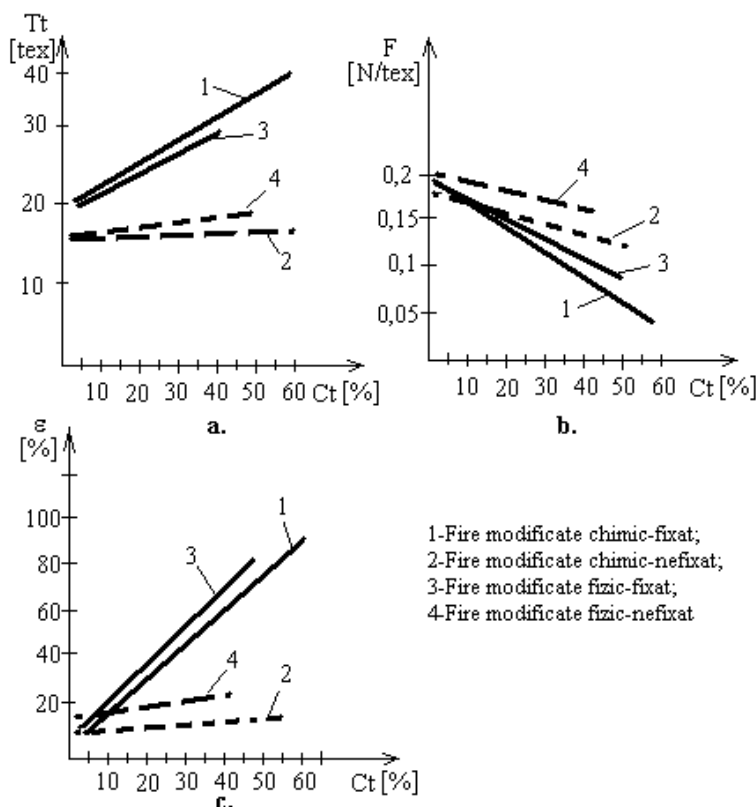 Tt
[tex]
40
30
20
10
1
3
4
2
10 20 30 40 50 60 Ct [%]
a.
F
[N/tex]
0,2
0,15
0,1
0,05
4
2
3
1
10 20 30 40 50 60 Ct [%]
b.
ε
[%]
100
80
60
40
20
3
1
4
2
10 20 30 40 50 60 Ct [%]
c.
1-Fire modificate chimic-fixat;
2-Fire modificate chimic-nefixat;
3-Fire modificate fizic-fixat;
4-Fire modificate fizic-nefixat